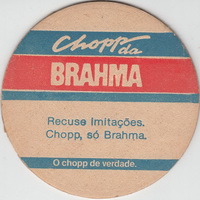 Chopp da
BRAHMA
Recuse imitações.
Chopp, só Brahma.
O chopp de verdade.